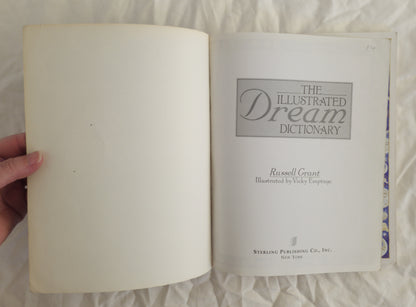 THE
ILLUSTRATED
Dream
DICTIONARY
Russell Grant
Illustrated by Vicky Emptage
STERLING PUBLISHING CO., INC.
NEW YORK